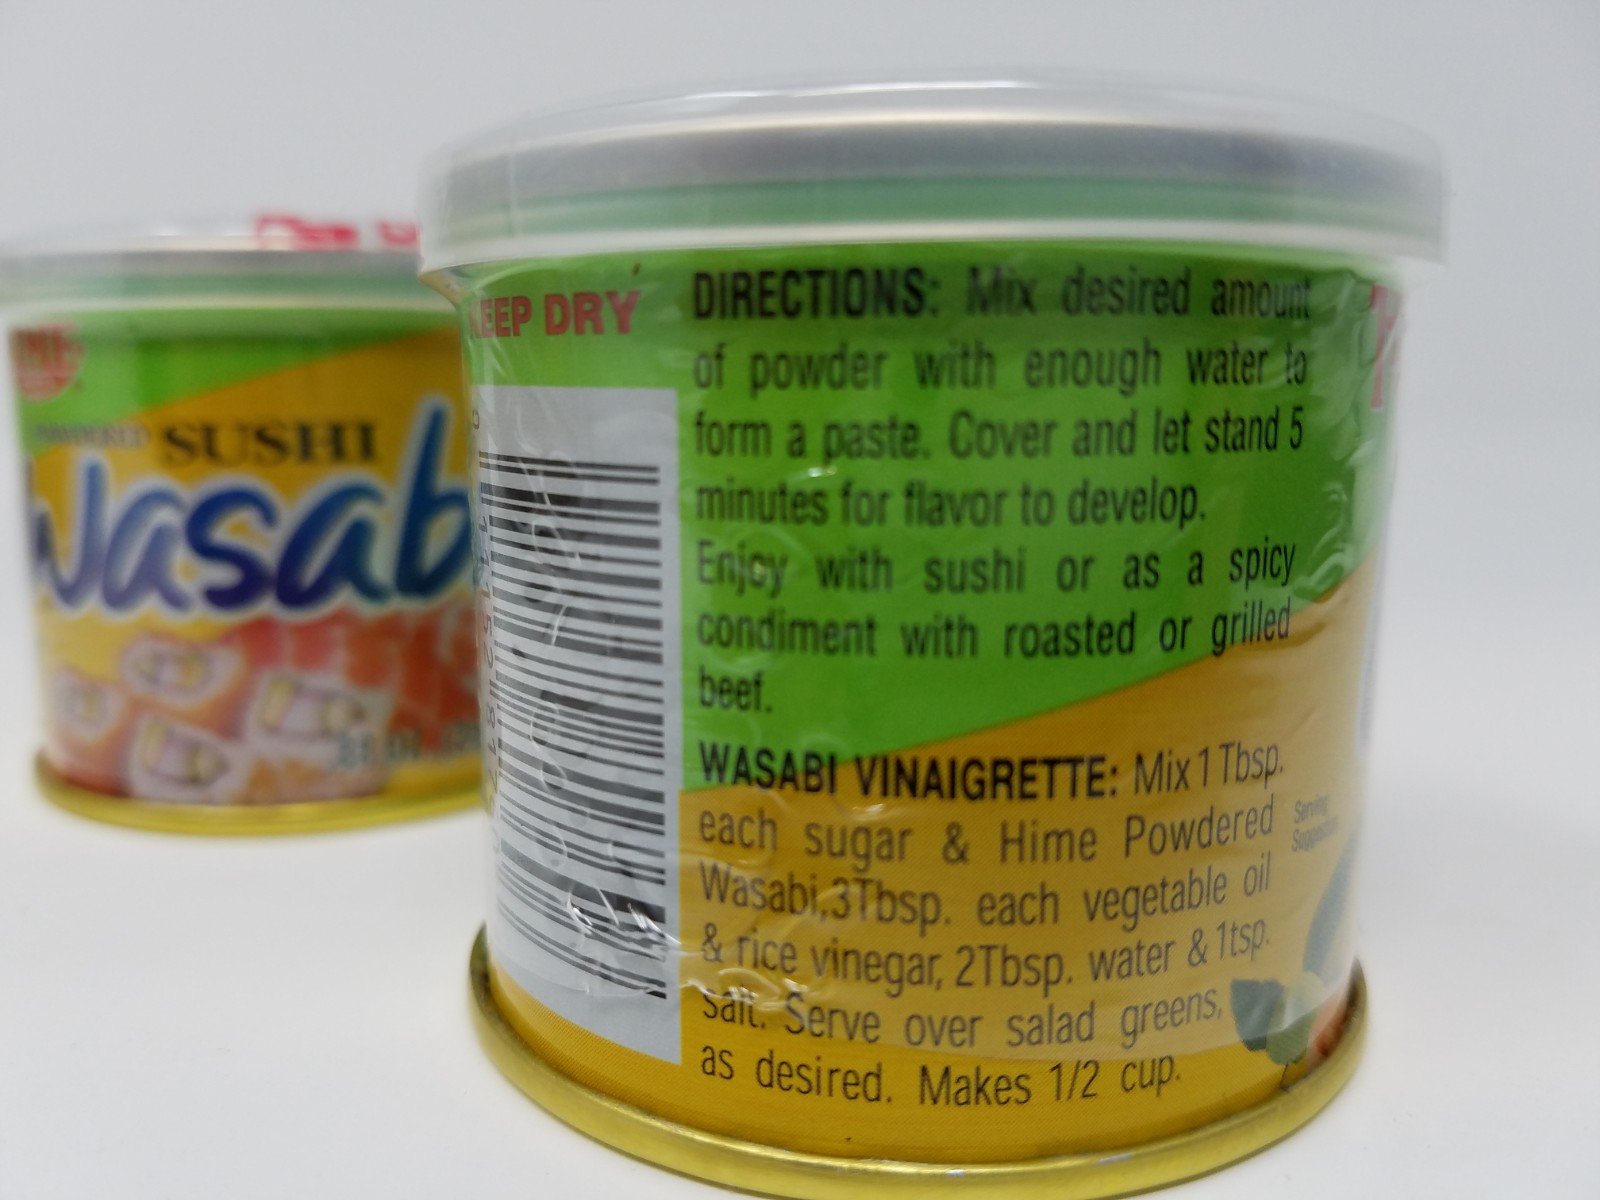 SUSHI
Wasab
KEEP DRY
DIRECTIONS: Mix desired amount
of powder with enough water to
form a paste. Cover and let stand 5
minutes for flavor to develop.
Enjoy with sushi or as a spicy
condiment with roasted or grilled
beef.
WASABI VINAIGRETTE: Mix 1 Tbsp.
each sugar & Hime Powdered
Wasabi,3Tbsp. each vegetable oil
& rice vinegar, 2Tbsp. water & 1tsp.
salt. Serve over salad greens,
as desired. Makes 1/2 cup.
Serving